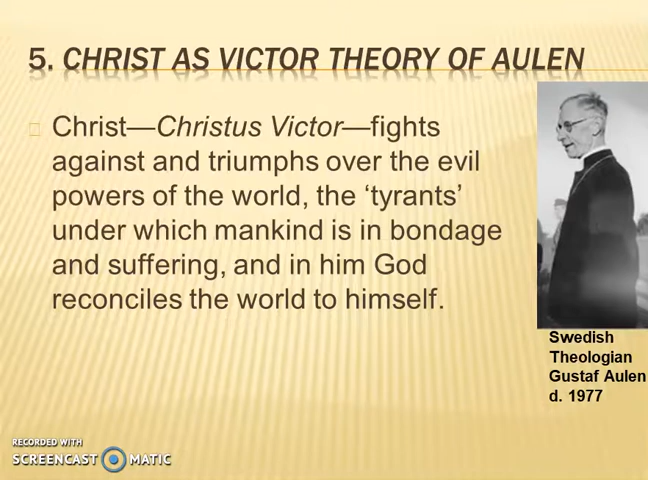 5. CHRIST AS VICTOR THEORY OF AULEN
Christ—Christus Victor—fights
against and triumphs over the evil
powers of the world, the ‘tyrants’
under which mankind is in bondage
and suffering, and in him God
reconciles the world to himself.
Swedish
Theologian
Gustaf Aulen
d. 1977
RECORDED WITH
SCREENCAST MATIC